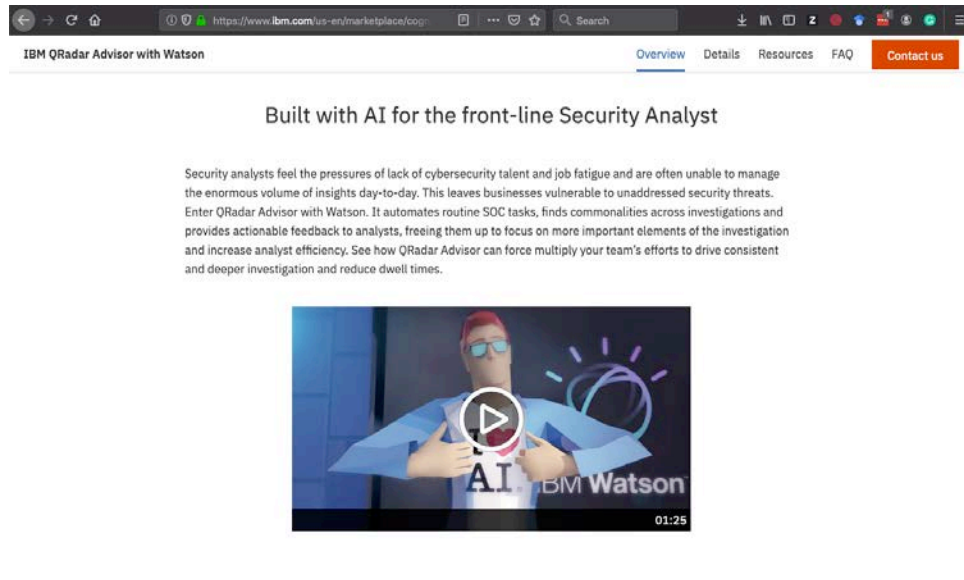 https://www.ibm.com/us-en/marketplace/cogn
Search
IBM QRadar Advisor with Watson
Overview
Details
Resources
FAQ
Contact us
Built with AI for the front-line Security Analyst
Security analysts feel the pressures of lack of cybersecurity talent and job fatigue and are often unable to manage
the enormous volume of insights day-to-day. This leaves businesses vulnerable to unaddressed security threats.
Enter QRadar Advisor with Watson. It automates routine SOC tasks, finds commonalities across investigations and
provides actionable feedback to analysts, freeing them up to focus on more important elements of the investigation
and increase analyst efficiency. See how QRadar Advisor can force multiply your team's efforts to drive consistent
and deeper investigation and reduce dwell times.
I
AI.
IBM Watson
01:25